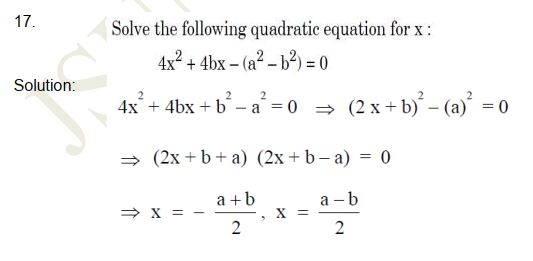 17.
Solve the following quadratic equation for x :
4x² + 4bx – (a² – b²) = 0
Solution:
4x² + 4bx + b² – a² = 0 ⇒ (2 x + b)² – (a)² = 0
⇒ (2x + b + a) (2x + b – a) = 0
⇒ x = – (a + b)/2 , x = (a – b)/2